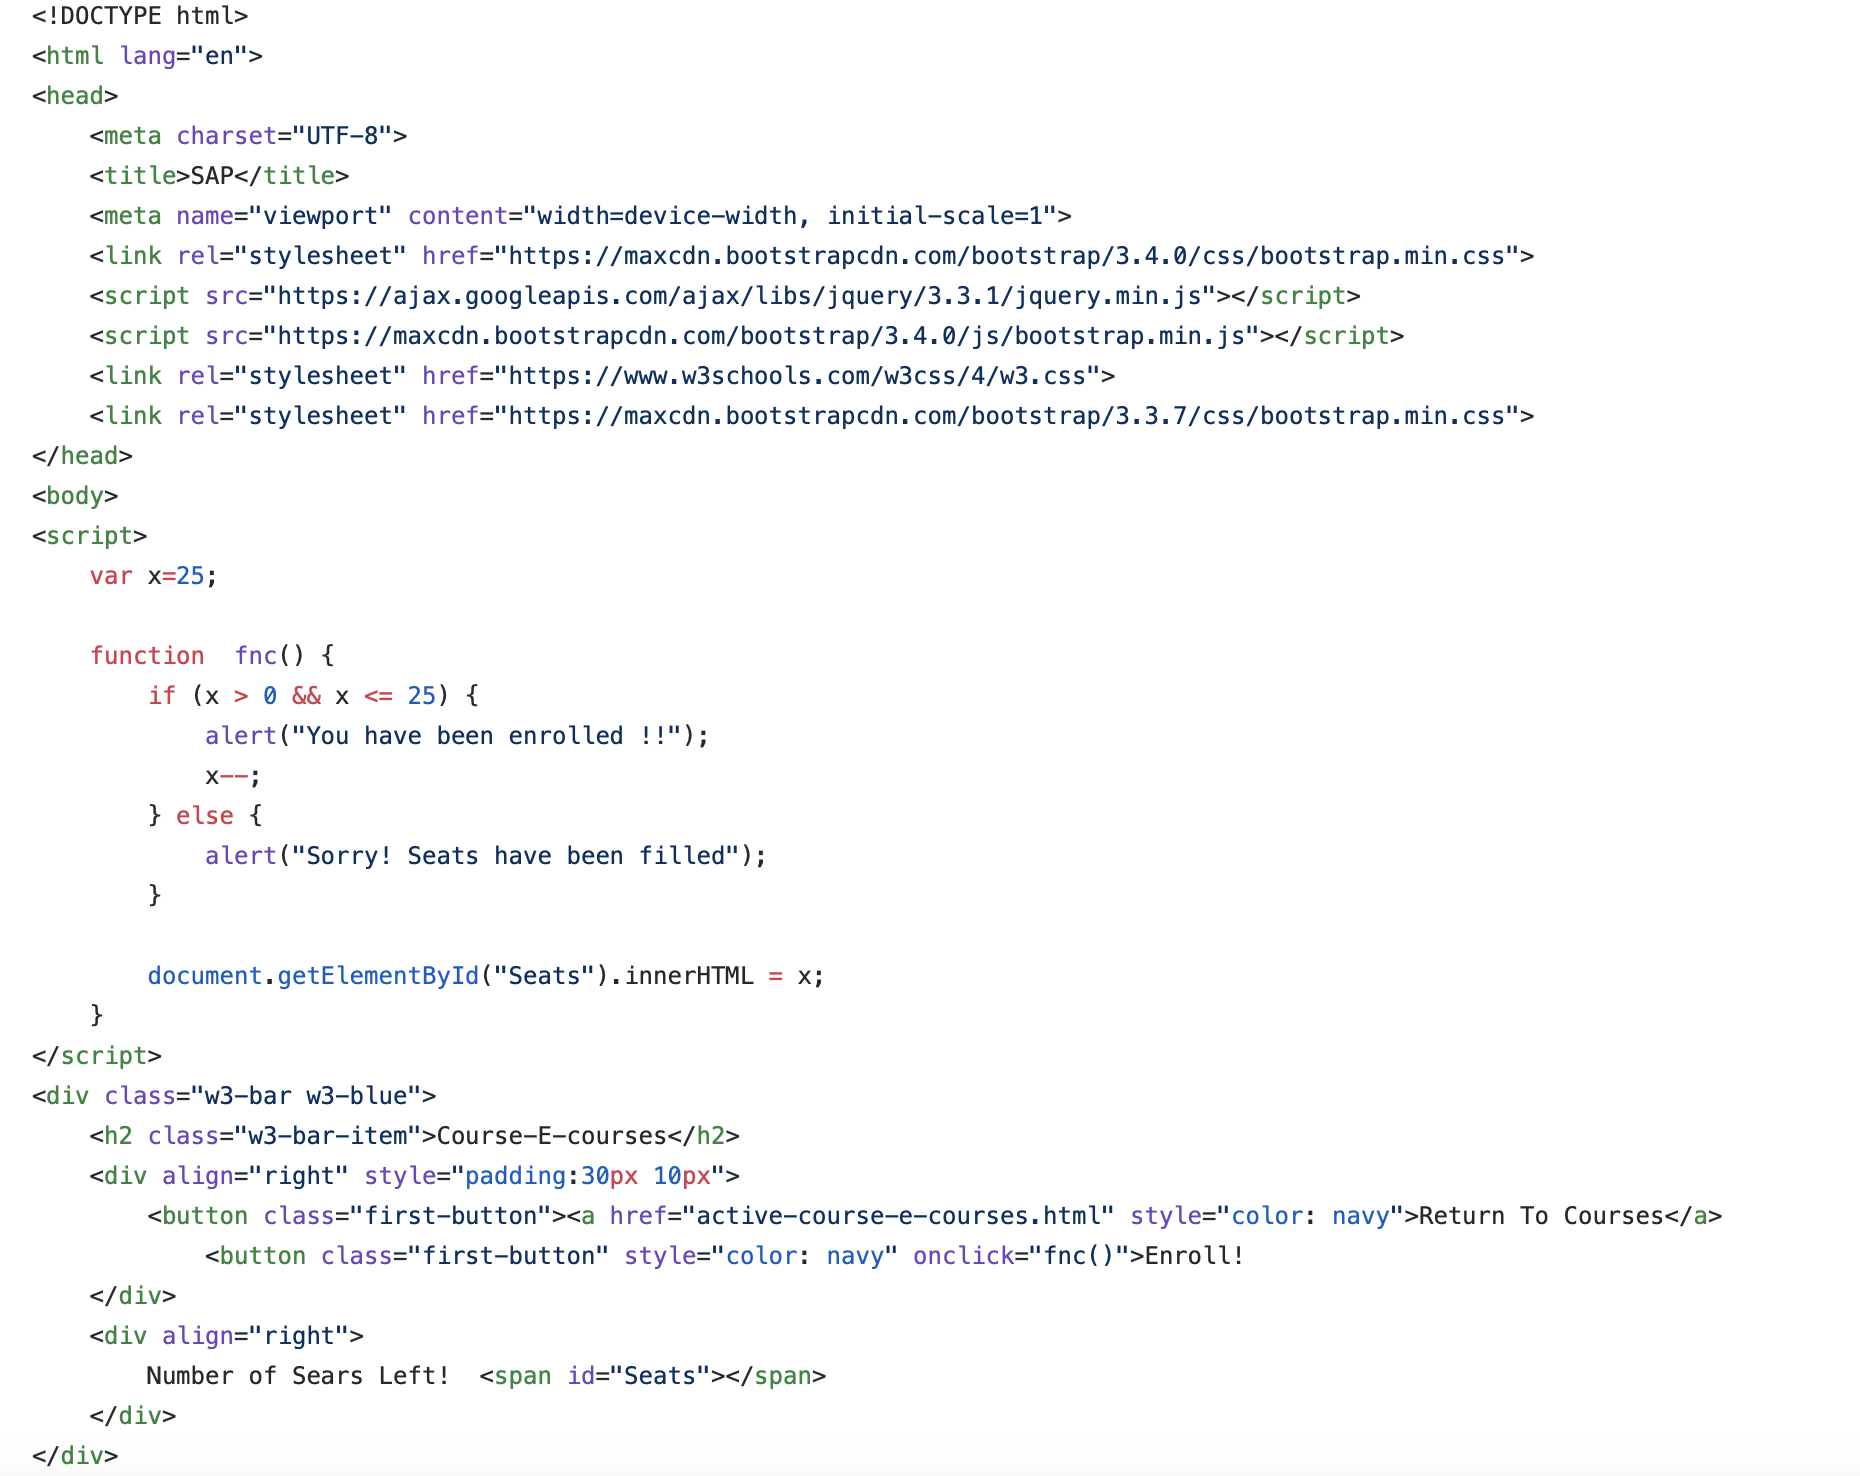 <!DOCTYPE html>
<html lang="en">
<head>
    <meta charset="UTF-8">
    <title>SAP</title>
    <meta name="viewport" content="width=device-width, initial-scale=1">
    <link rel="stylesheet" href="https://maxcdn.bootstrapcdn.com/bootstrap/3.4.0/css/bootstrap.min.css">
    <script src="https://ajax.googleapis.com/ajax/libs/jquery/3.3.1/jquery.min.js"></script>
    <script src="https://maxcdn.bootstrapcdn.com/bootstrap/3.4.0/js/bootstrap.min.js"></script>
    <link rel="stylesheet" href="https://www.w3schools.com/w3css/4/w3.css">
    <link rel="stylesheet" href="https://maxcdn.bootstrapcdn.com/bootstrap/3.3.7/css/bootstrap.min.css">
</head>
<body>
<script>
    var x=25;

    function  fnc() {
        if (x > 0 && x <= 25) {
            alert("You have been enrolled !!");
            x--;
        } else {
            alert("Sorry! Seats have been filled");
        }

        document.getElementById("Seats").innerHTML = x;
    }
</script>
<div class="w3-bar w3-blue">
    <h2 class="w3-bar-item">Course-E-courses</h2>
    <div align="right" style="padding:30px 10px">
        <button class="first-button"><a href="active-course-e-courses.html" style="color: navy">Return To Courses</a>
            <button class="first-button" style="color: navy" onclick="fnc()">Enroll!
    </div>
    <div align="right">
        Number of Sears Left!  <span id="Seats"></span>
    </div>
</div>